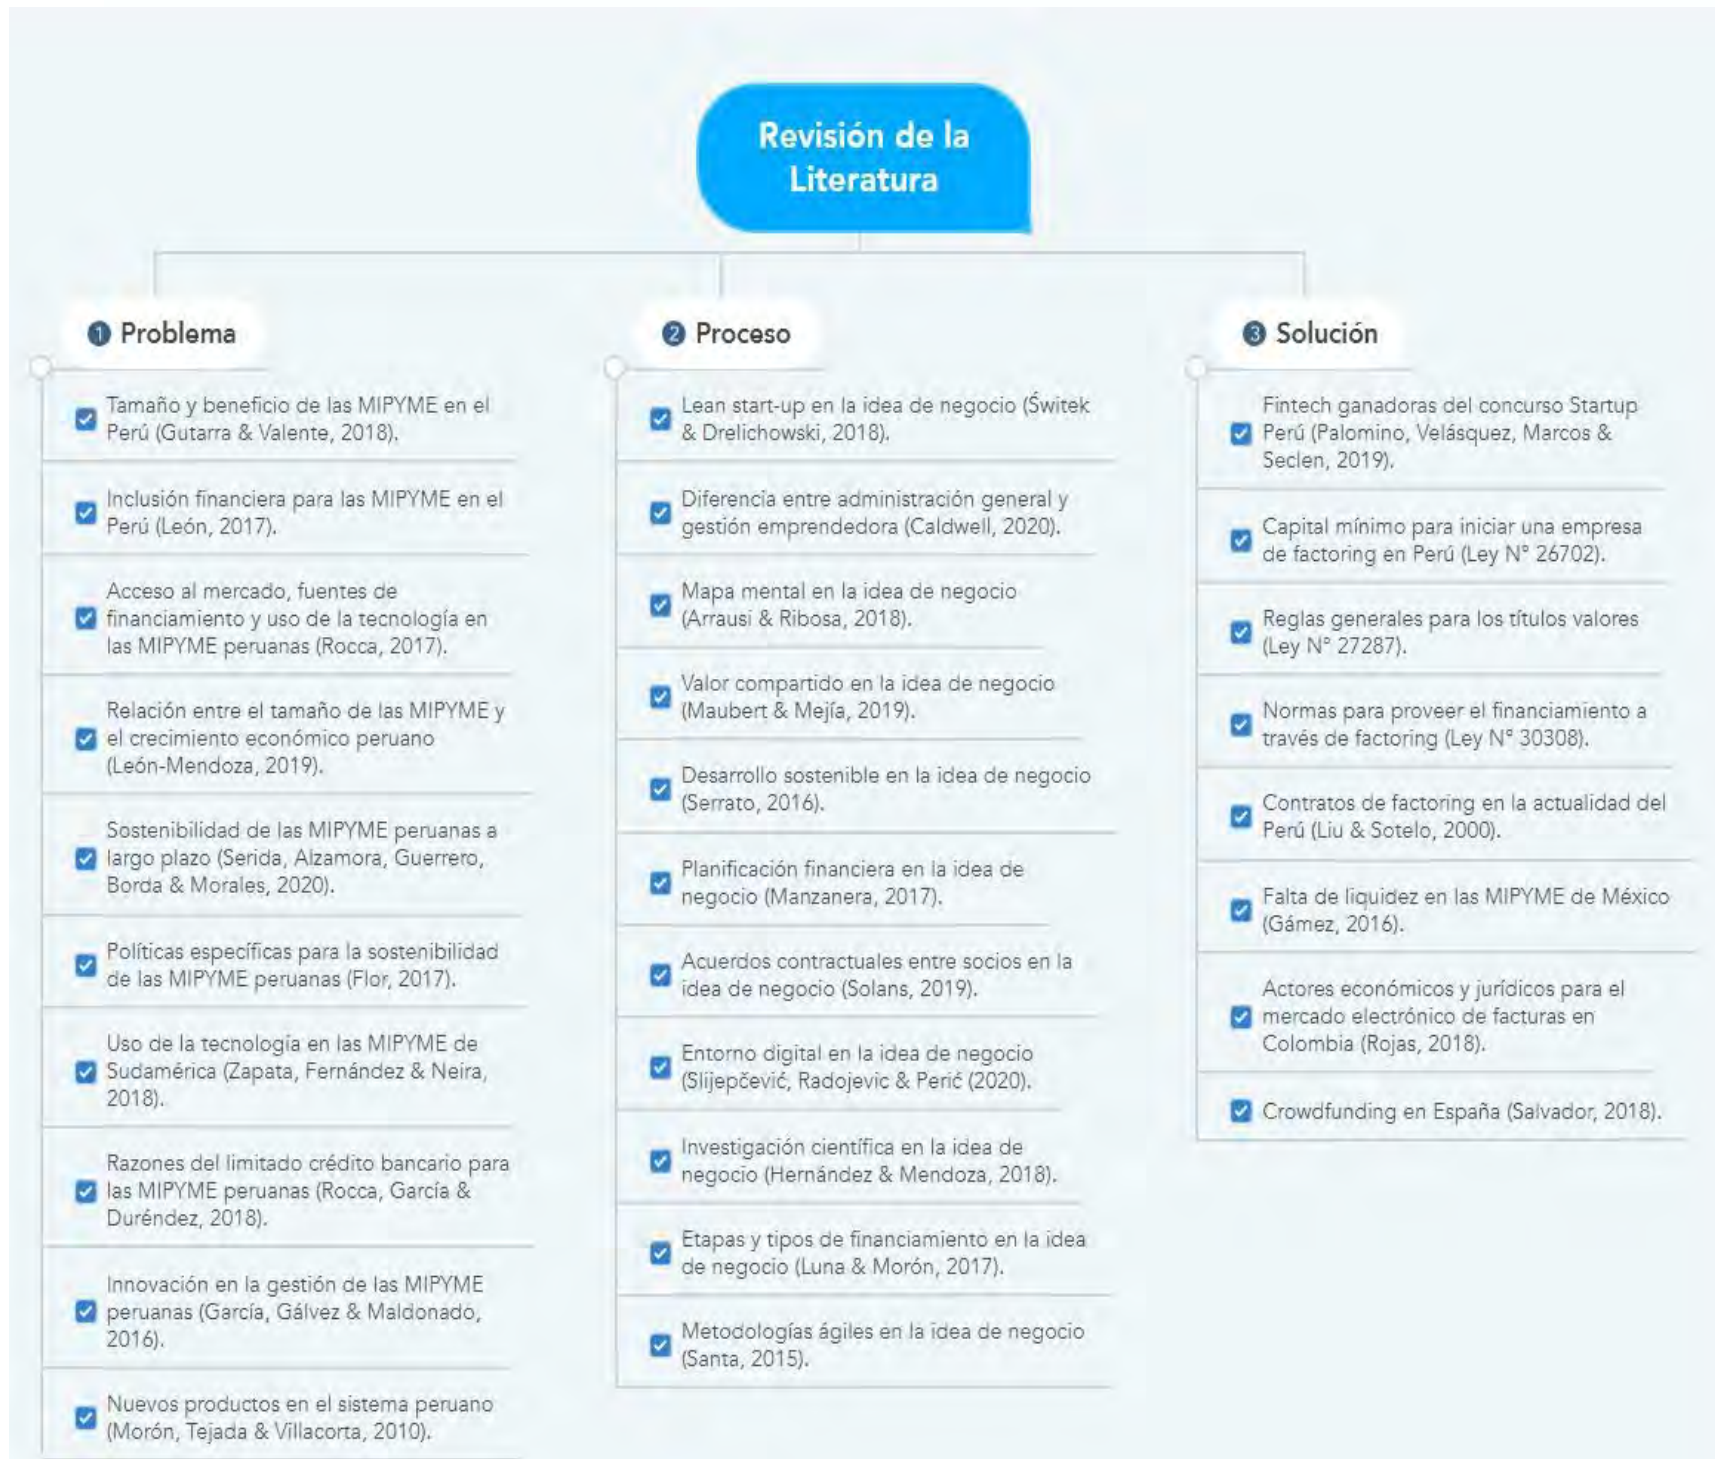 Revisión de la
Literatura
1 Problema
Tamaño y beneficio de las MIPYME en el
Perú (Gutarra & Valente, 2018).
Inclusión financiera para las MIPYME en el
Perú (León, 2017).
Acceso al mercado, fuentes de
financiamiento y uso de la tecnología en
las MIPYME peruanas (Rocca, 2017).
Relación entre el tamaño de las MIPYME y
el crecimiento económico peruano
(León-Mendoza, 2019).
Sostenibilidad de las MIPYME peruanas a
largo plazo (Serida, Alzamora, Guerrero,
Borda & Morales, 2020).
Políticas específicas para la sostenibilidad
de las MIPYME peruanas (Flor, 2017).
Uso de la tecnología en las MIPYME de
Sudamérica (Zapata, Fernández & Neira,
2018).
Razones del limitado crédito bancario para
las MIPYME peruanas (Rocca, García &
Duréndez, 2018).
Innovación en la gestión de las MIPYME
peruanas (García, Gálvez & Maldonado,
2016).
Nuevos productos en el sistema peruano
(Morón, Tejada & Villacorta, 2010).
2 Proceso
Lean start-up en la idea de negocio (Świtek
& Drelichowski, 2018).
Diferencia entre administración general y
gestión emprendedora (Caldwell, 2020).
Mapa mental en la idea de negocio
(Arrausi & Ribosa, 2018).
Valor compartido en la idea de negocio
(Maubert & Mejía, 2019).
Desarrollo sostenible en la idea de negocio
(Serrato, 2016).
Planificación financiera en la idea de
negocio (Manzanera, 2017).
Acuerdos contractuales entre socios en la
idea de negocio (Solans, 2019).
Entorno digital en la idea de negocio
(Slijepčević, Radojevic & Perić (2020).
Investigación científica en la idea de
negocio (Hernández & Mendoza, 2018).
Etapas y tipos de financiamiento en la idea
de negocio (Luna & Morón, 2017).
Metodologías ágiles en la idea de negocio
(Santa, 2015).
3 Solución
Fintech ganadoras del concurso Startup
Perú (Palomino, Velásquez, Marcos &
Seclen, 2019).
Capital mínimo para iniciar una empresa
de factoring en Perú (Ley N° 26702).
Reglas generales para los títulos valores
(Ley N° 27287).
Normas para proveer el financiamiento a
través de factoring (Ley N° 30308).
Contratos de factoring en la actualidad del
Perú (Liu & Sotelo, 2000).
Falta de liquidez en las MIPYME de México
(Gámez, 2016).
Actores económicos y jurídicos para el
mercado electrónico de facturas en
Colombia (Rojas, 2018).
Crowdfunding en España (Salvador, 2018).